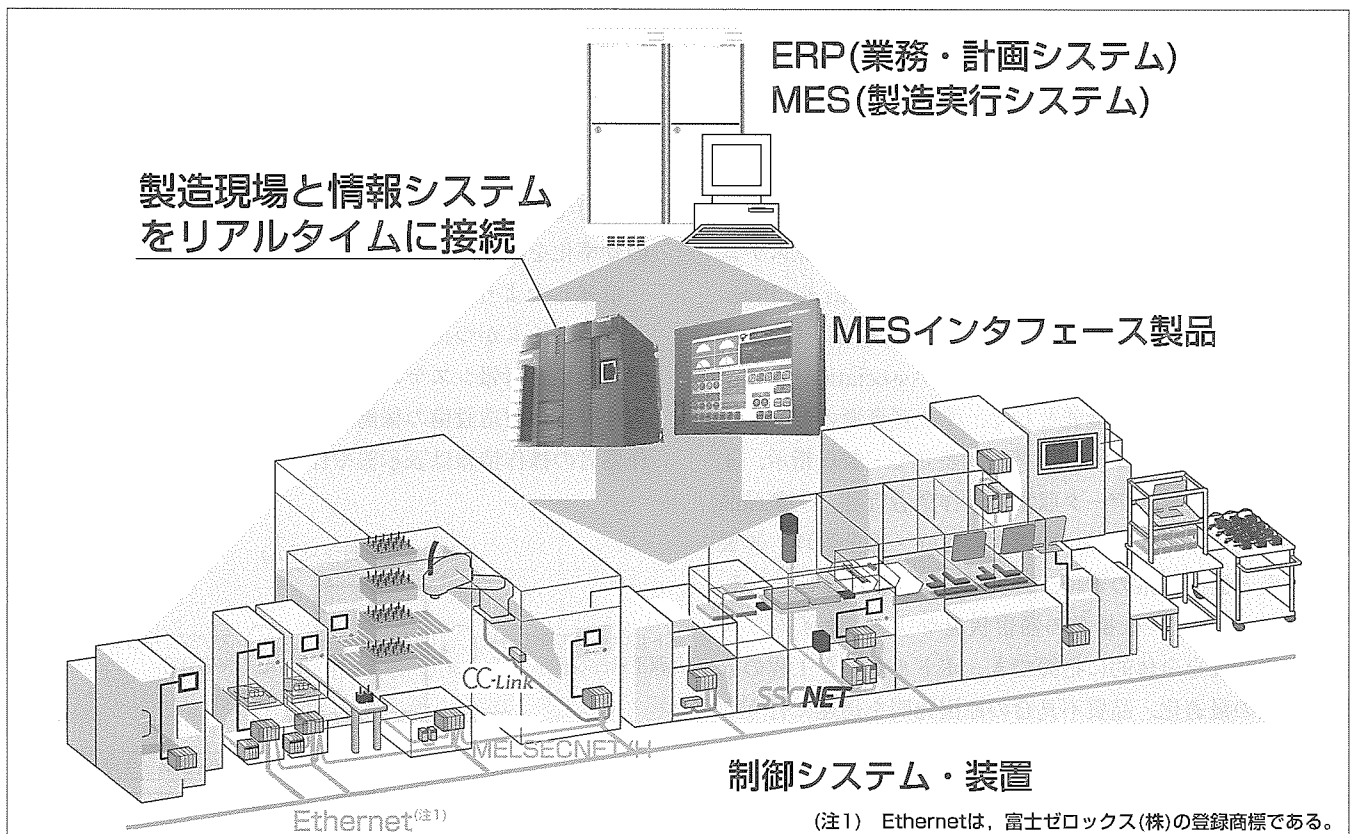 ERP(業務・計画システム)
MES(製造実行システム)
製造現場と情報システム
をリアルタイムに接続
MESインタフェース製品
CC-Link
SSCNET
MELSECNET/H
制御システム・装置
Ethernet(注1)
(注1) Ethernetは，富士ゼロックス(株)の登録商標である。